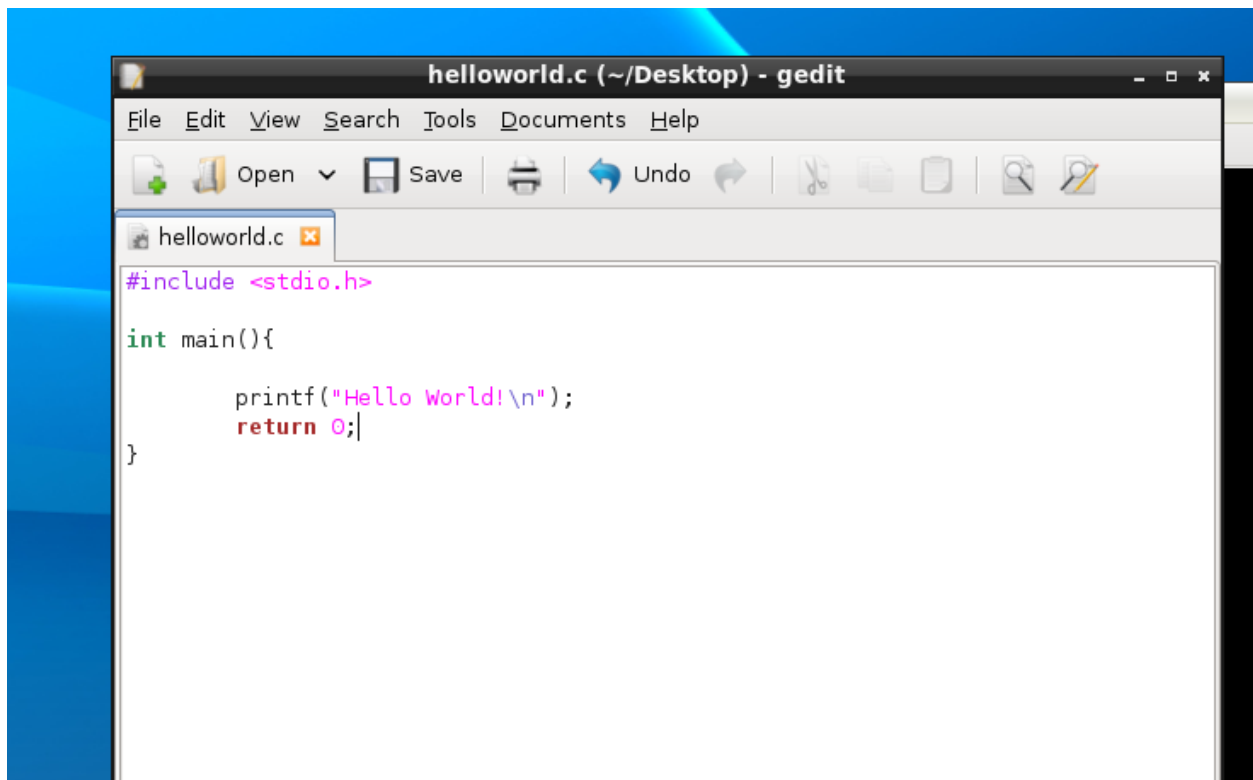 helloworld.c (~/Desktop) - gedit
File Edit View Search Tools Documents Help
Open Save Undo
helloworld.c
#include <stdio.h>
int main(){
printf("Hello World!\n");
return 0;
}